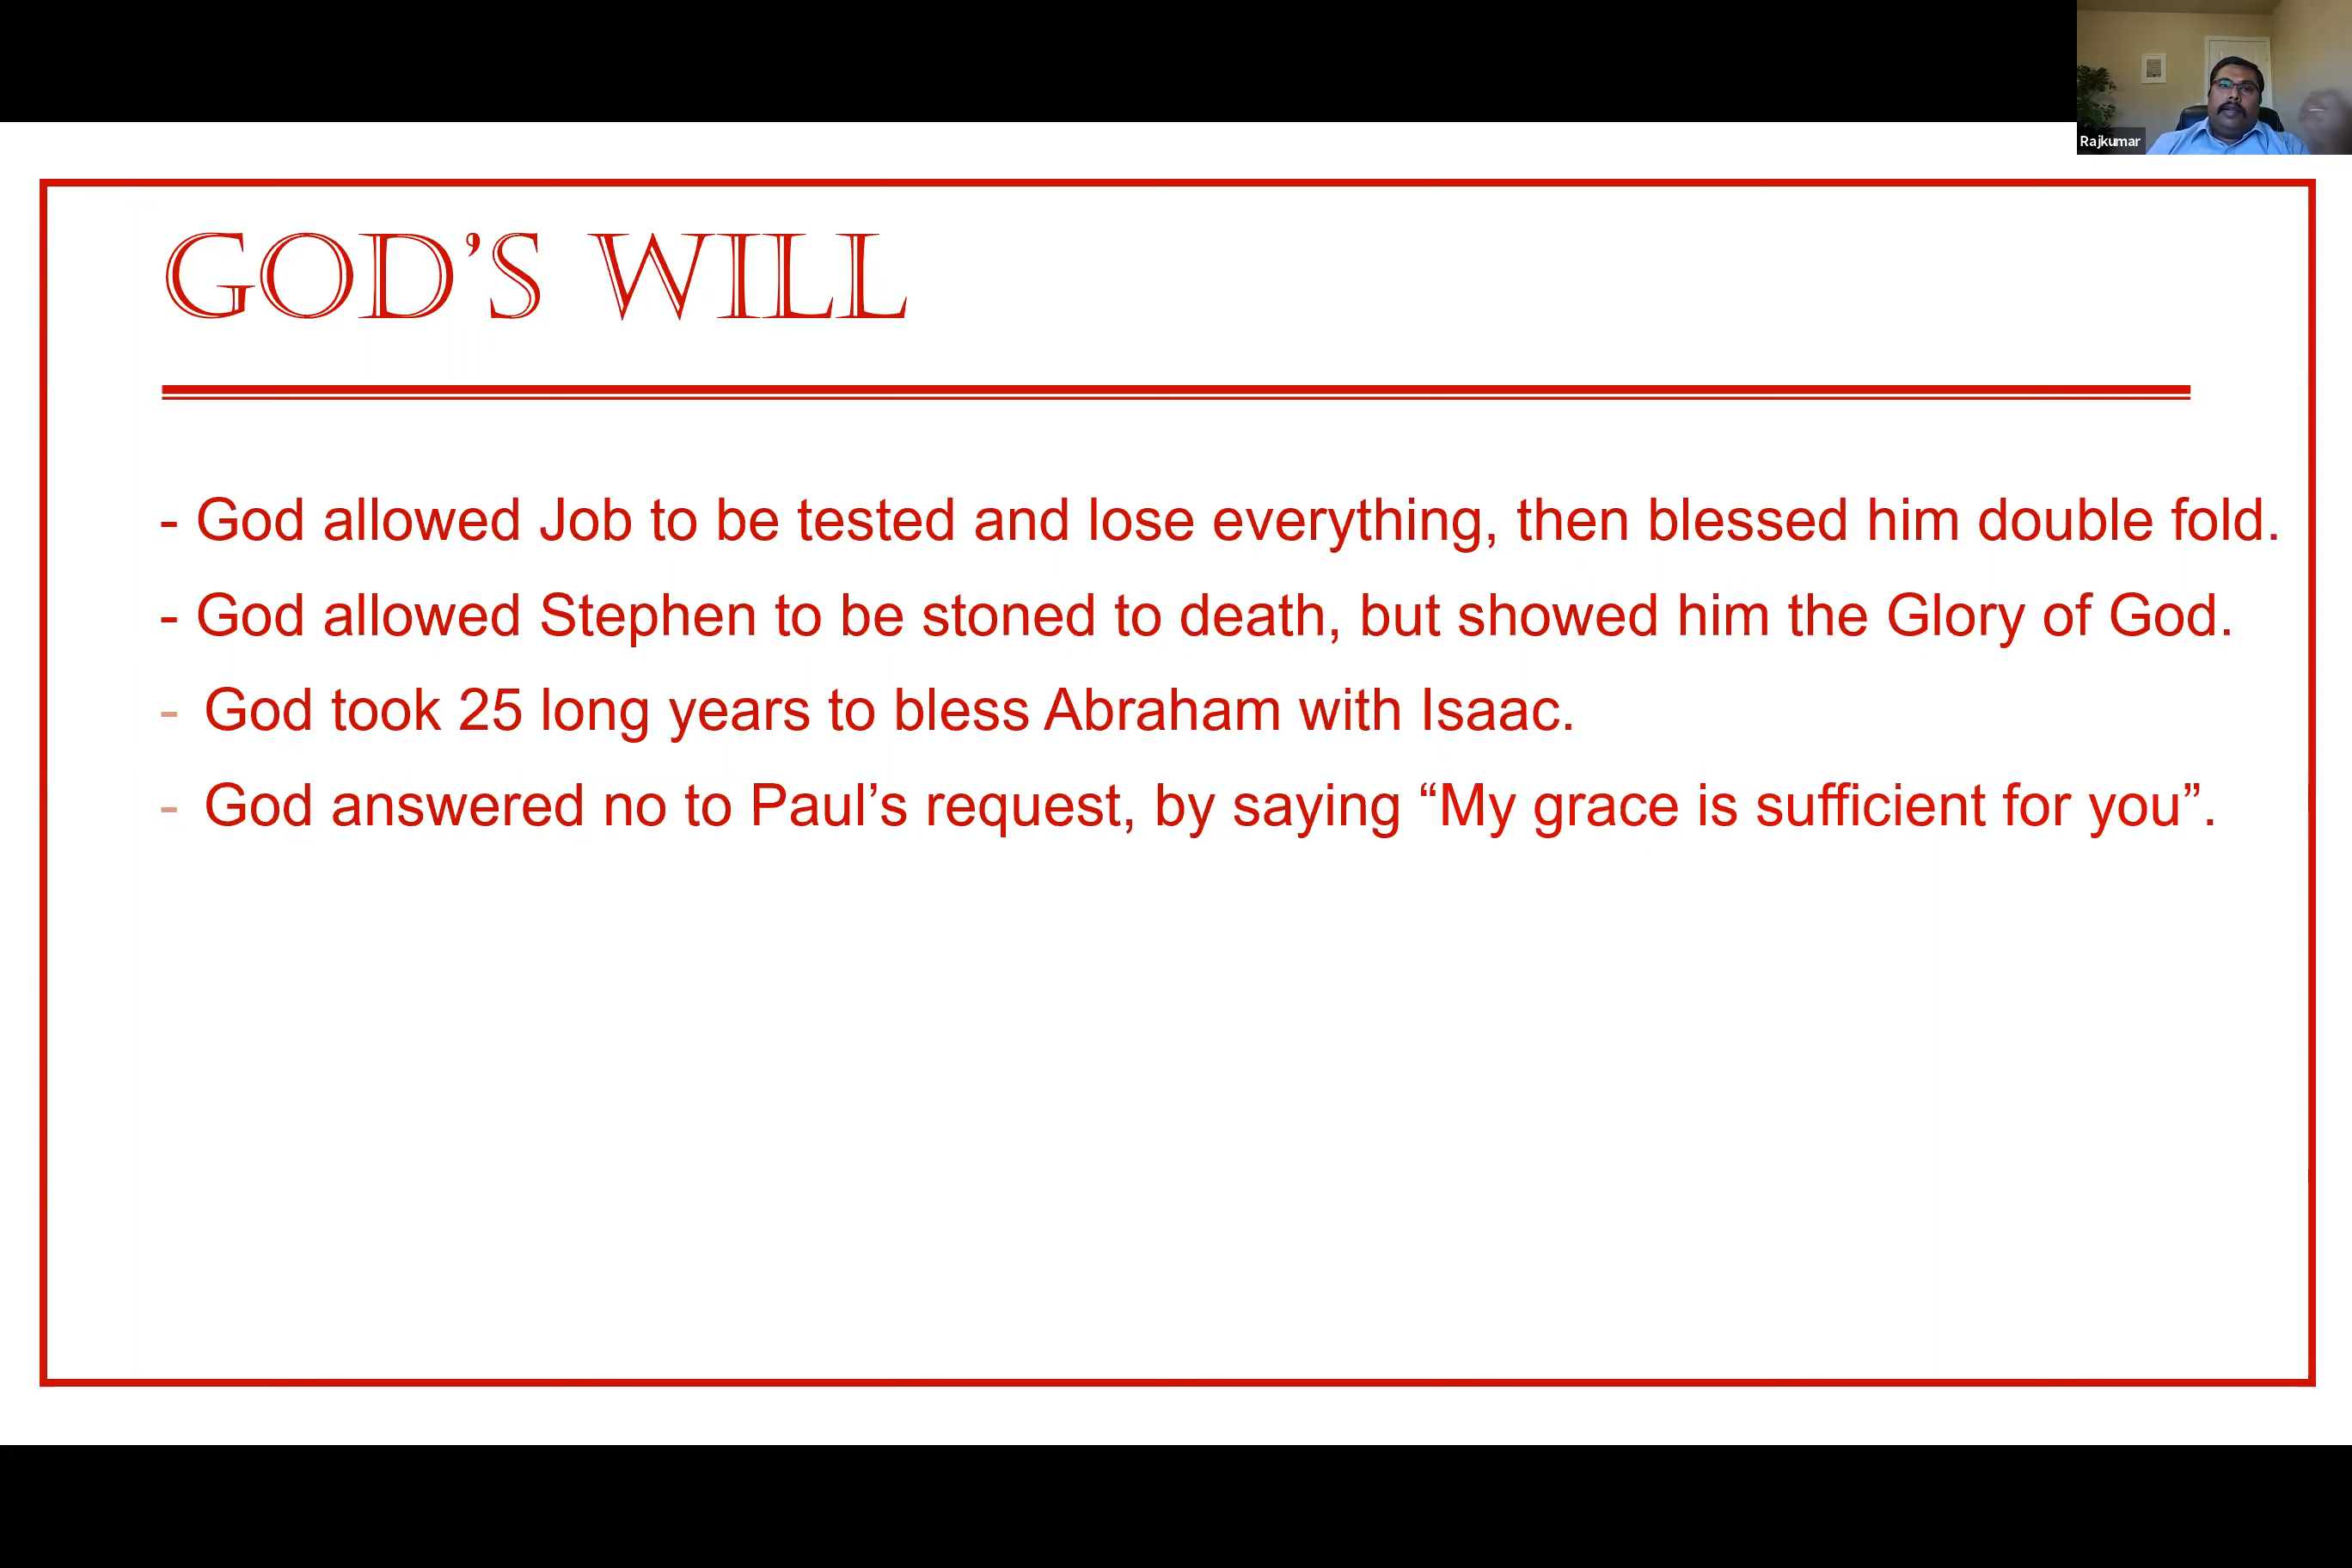 Rajkumar
GOD’S WILL
- God allowed Job to be tested and lose everything, then blessed him double fold.
- God allowed Stephen to be stoned to death, but showed him the Glory of God.
- God took 25 long years to bless Abraham with Isaac.
- God answered no to Paul’s request, by saying “My grace is sufficient for you”.